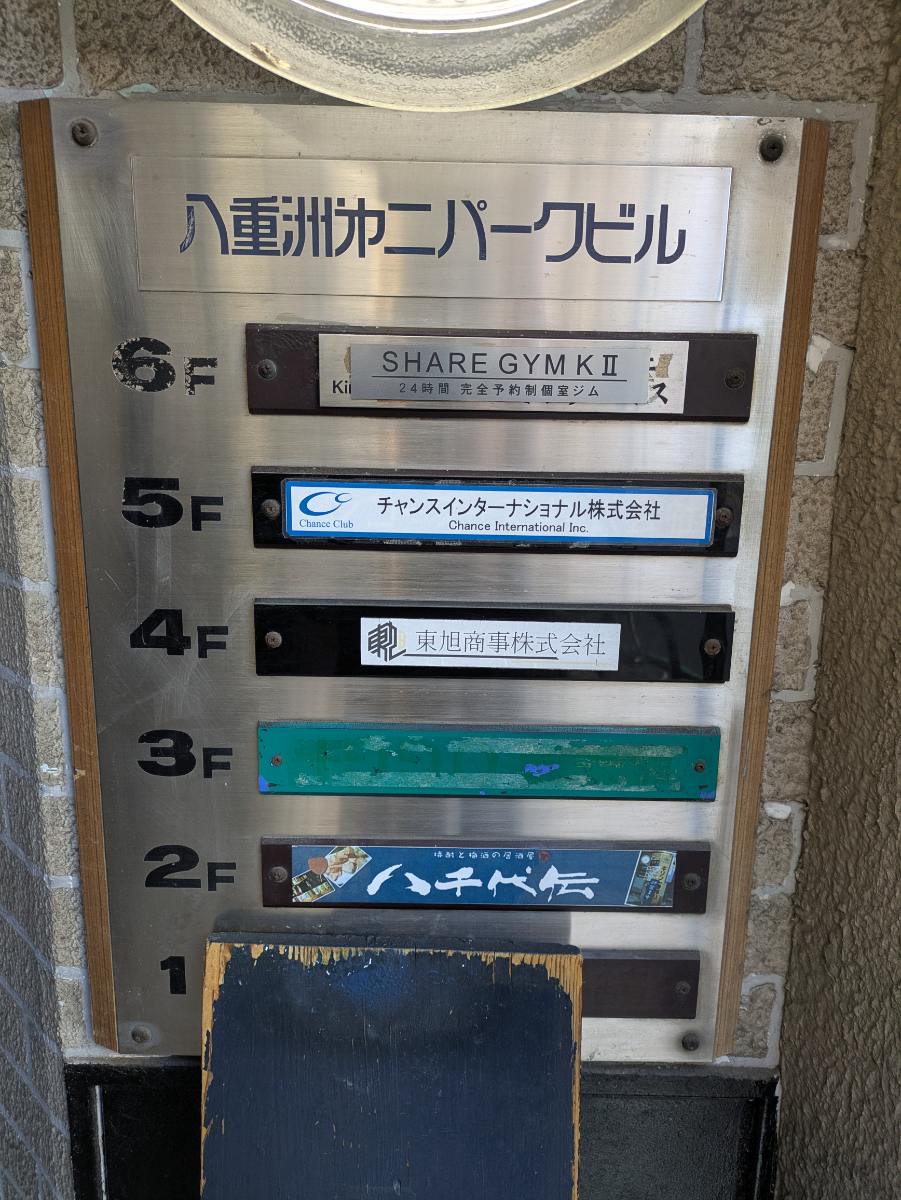 八重洲第二パークビル
6F
SHARE GYM KⅡ
24時間 完全予約制個室ジム
Kin
ス
5F
Chance Club
チャンスインターナショナル株式会社
Chance International Inc.
4F
東旭商事株式会社
3F
2F
焼酎と梅酒の居酒屋
八千代伝
1